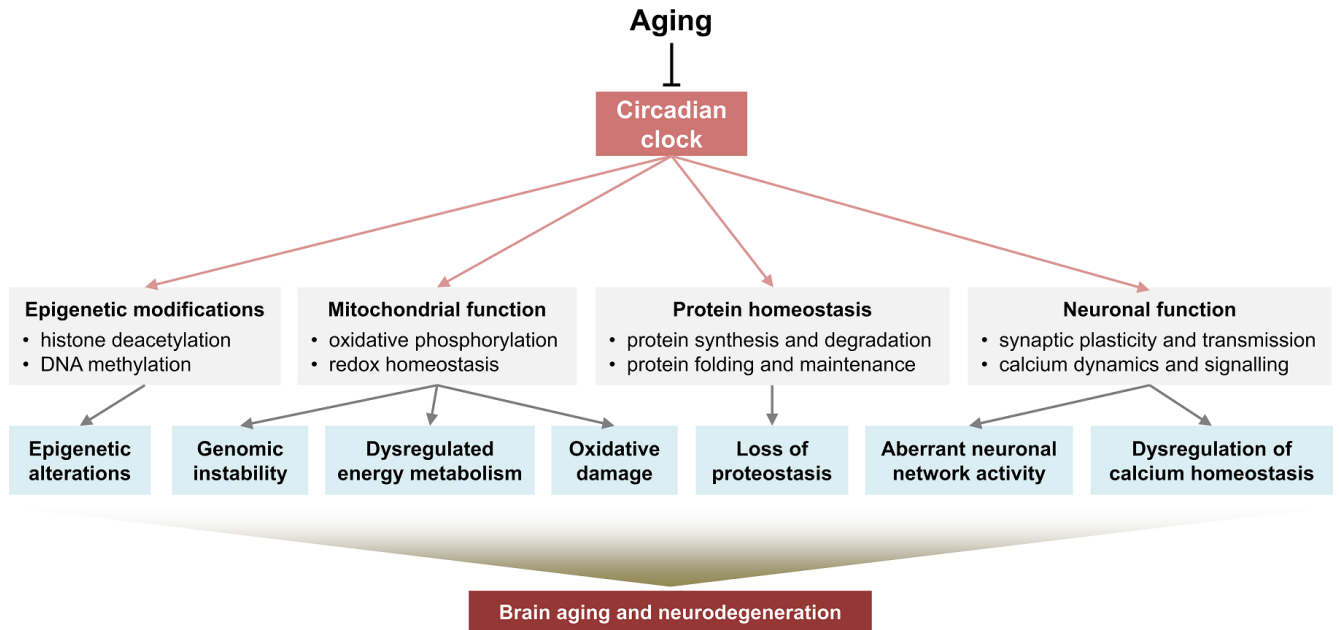 Aging
Circadian
clock
Epigenetic modifications
• histone deacetylation
• DNA methylation
Mitochondrial function
• oxidative phosphorylation
• redox homeostasis
Protein homeostasis
• protein synthesis and degradation
• protein folding and maintenance
Neuronal function
• synaptic plasticity and transmission
• calcium dynamics and signalling
Epigenetic
alterations
Genomic
instability
Dysregulated
energy metabolism
Oxidative
damage
Loss of
proteostasis
Aberrant neuronal
network activity
Dysregulation of
calcium homeostasis
Brain aging and neurodegeneration